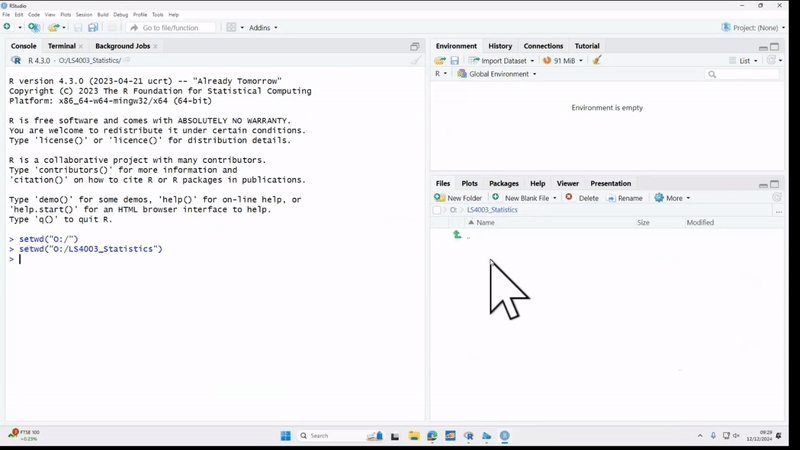 RStudio
File Edit Code View Plots Session Build Debug Profile Tools Help
Go to file/function
Addins
Project: (None)
Console Terminal Background Jobs
R 4.3.0 · O:/LS4003_Statistics/
R version 4.3.0 (2023-04-21 ucrt) -- "Already Tomorrow"
Copyright (C) 2023 The R Foundation for Statistical Computing
Platform: x86_64-w64-mingw32/x64 (64-bit)
R is free software and comes with ABSOLUTELY NO WARRANTY.
You are welcome to redistribute it under certain conditions.
Type 'license()' or 'licence()' for distribution details.
R is a collaborative project with many contributors.
Type 'contributors()' for more information and
'citation()' on how to cite R or R packages in publications.
Type 'demo()' for some demos, 'help()' for on-line help, or
'help.start()' for an HTML browser interface to help.
Type 'q()' to quit R.
> setwd("O:/")
> setwd("O:/LS4003_Statistics")
>
Environment History Connections Tutorial
Import Dataset 91 MiB List
R Global Environment
Environment is empty
Files Plots Packages Help Viewer Presentation
New Folder New Blank File Delete Rename More
O: LS4003_Statistics ...
Name Size Modified
..
FTSE 100
+0.23%
Search
09:29
12/12/2024